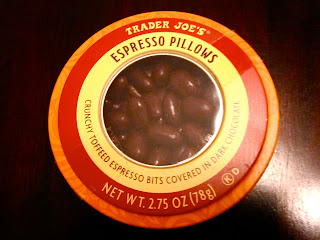 TRADER JOE'S®
ESPRESSO PILLOWS
CRUNCHY TOFFEED ESPRESSO BITS COVERED IN DARK CHOCOLATE
NET WT. 2.75 OZ (78g)
K D